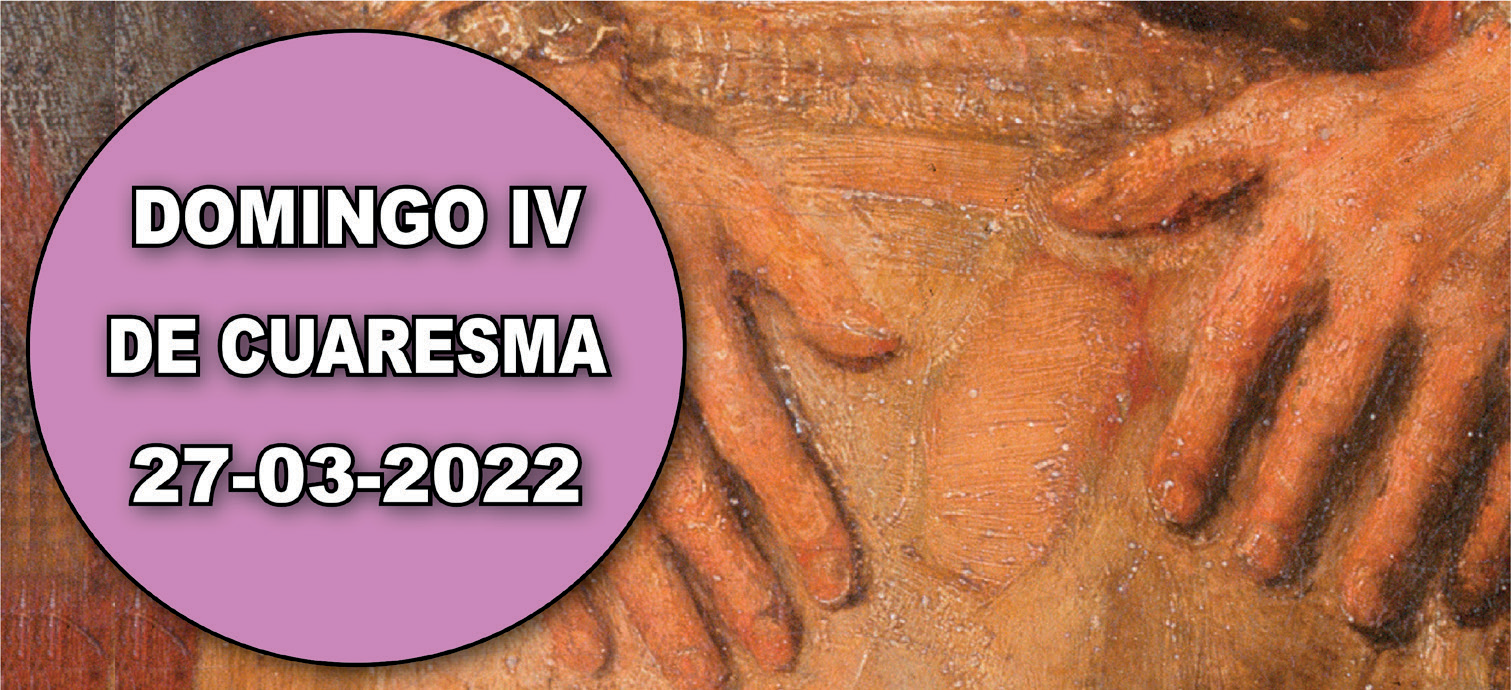 DOMINGO IV
DE CUARESMA
27-03-2022